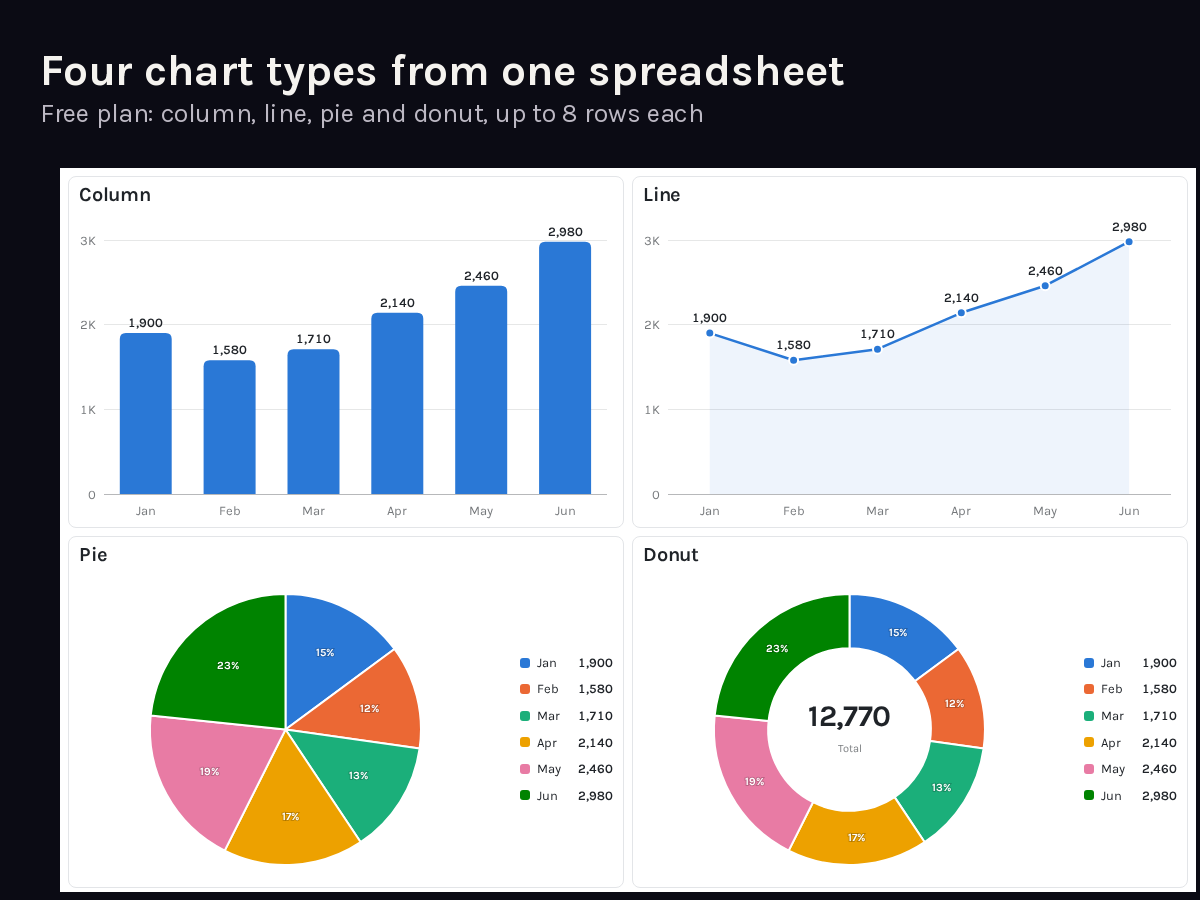 Four chart types from one spreadsheet
Free plan: column, line, pie and donut, up to 8 rows each
Column
3K
2K
1K
0
1,900
1,580
1,710
2,140
2,460
2,980
Jan Feb Mar Apr May Jun
Line
3K
2K
1K
0
1,900
1,580
1,710
2,140
2,460
2,980
Jan Feb Mar Apr May Jun
Pie
15%
12%
13%
17%
19%
23%
Jan 1,900
Feb 1,580
Mar 1,710
Apr 2,140
May 2,460
Jun 2,980
Donut
15%
12%
13%
17%
19%
23%
12,770
Total
Jan 1,900
Feb 1,580
Mar 1,710
Apr 2,140
May 2,460
Jun 2,980